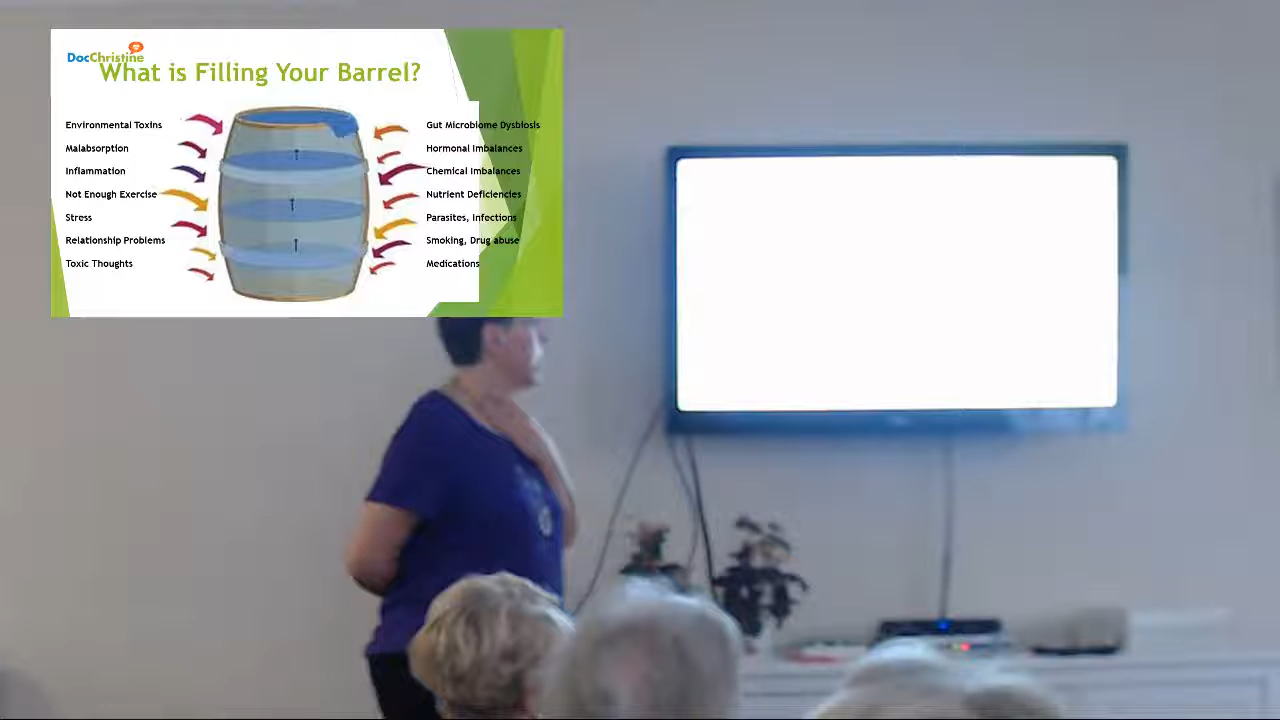 DocChristine
What is Filling Your Barrel?
Environmental Toxins
Malabsorption
Inflammation
Not Enough Exercise
Stress
Relationship Problems
Toxic Thoughts
Gut Microbiome Dysbiosis
Hormonal Imbalances
Chemical Imbalances
Nutrient Deficiencies
Parasites, Infections
Smoking, Drug abuse
Medications